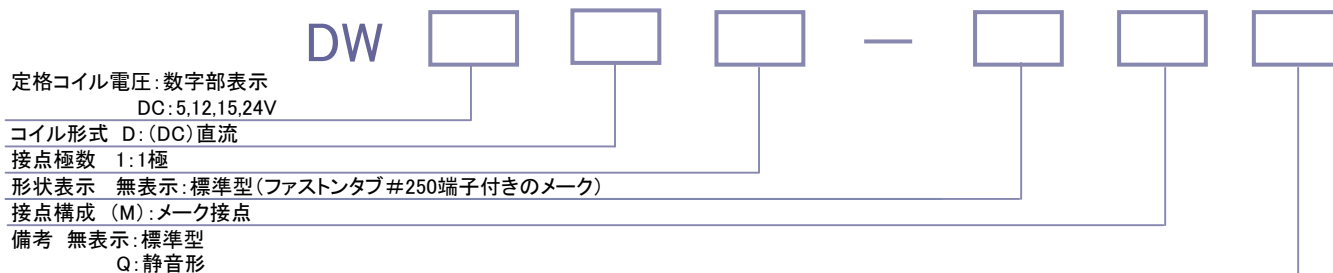 DW —
定格コイル電圧:数字部表示
DC:5,12,15,24V
コイル形式 D:(DC)直流
接点極数 1:1極
形状表示 無表示:標準型(ファストンタブ#250端子付きのメーク)
接点構成 (M):メーク接点
備考 無表示:標準型
Q:静音形